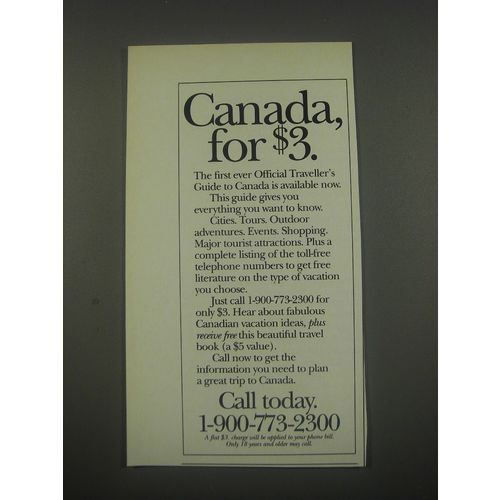 Canada,
for $3.
The first ever Official Traveller's
Guide to Canada is available now.
This guide gives you
everything you want to know.
Cities. Tours. Outdoor
adventures. Events. Shopping.
Major tourist attractions. Plus a
complete listing of the toll-free
telephone numbers to get free
literature on the type of vacation
you choose.
Just call 1-900-773-2300 for
only $3. Hear about fabulous
Canadian vacation ideas, plus
receive free this beautiful travel
book (a $5 value).
Call now to get the
information you need to plan
a great trip to Canada.
Call today.
1-900-773-2300
A flat $3. charge will be applied to your phone bill.
Only 18 years and older may call.